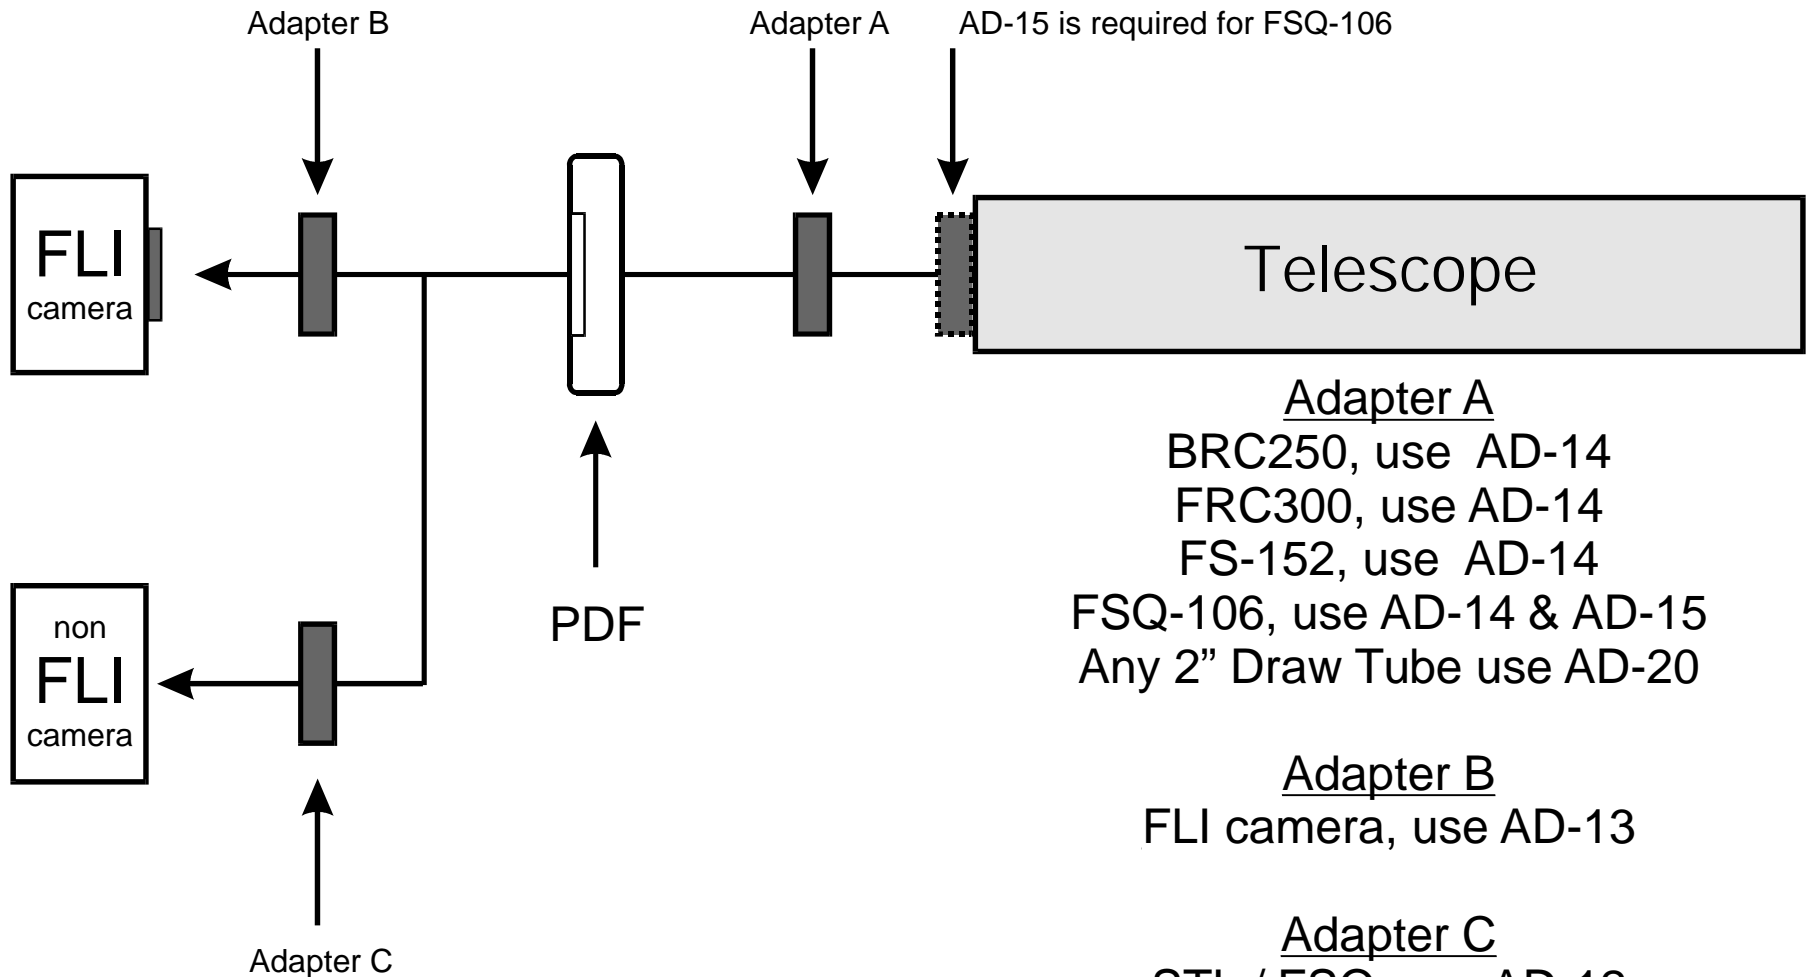 Adapter B
Adapter A
AD-15 is required for FSQ-106
FLI
camera
Telescope
PDF
non
FLI
camera
Adapter C
Adapter A
BRC250, use AD-14
FRC300, use AD-14
FS-152, use AD-14
FSQ-106, use AD-14 & AD-15
Any 2” Draw Tube use AD-20
Adapter B
FLI camera, use AD-13
Adapter C